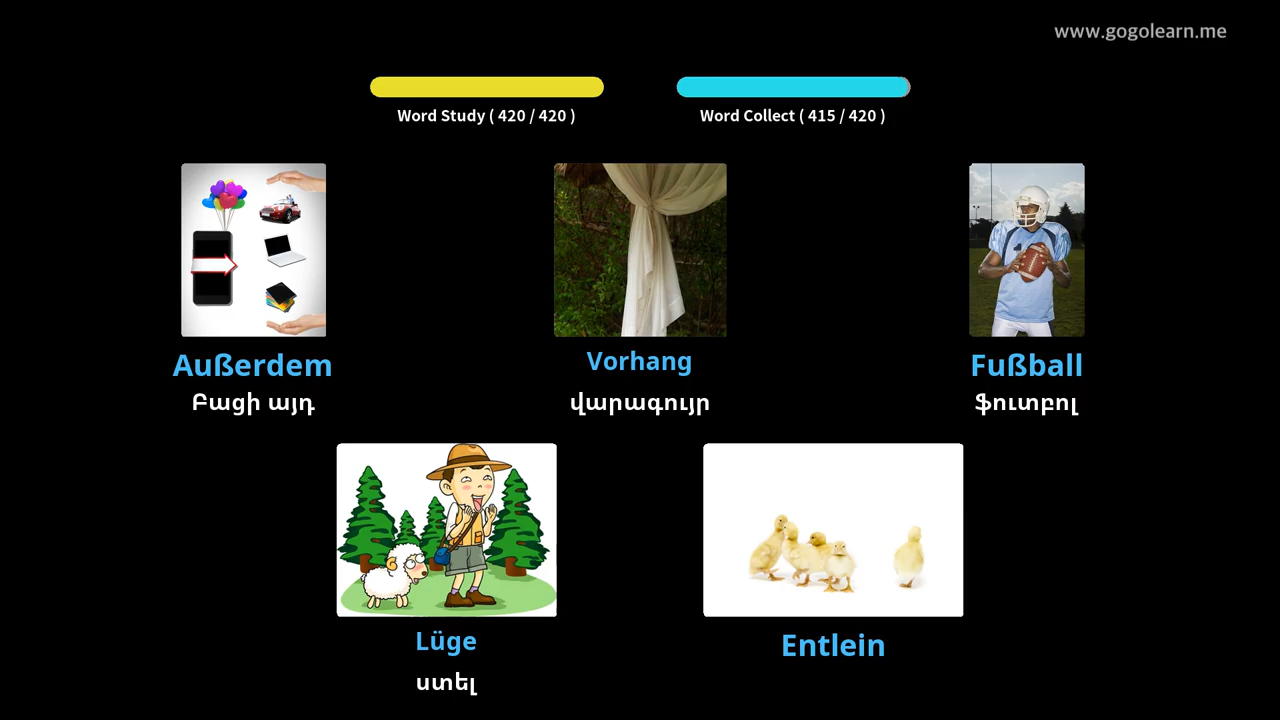 www.gogolearn.me
Word Study ( 420 / 420 )
Word Collect ( 415 / 420 )
Außerdem
Բացի այդ
Vorhang
վարագույր
Fußball
ֆուտբոլ
Lüge
ստել
Entlein